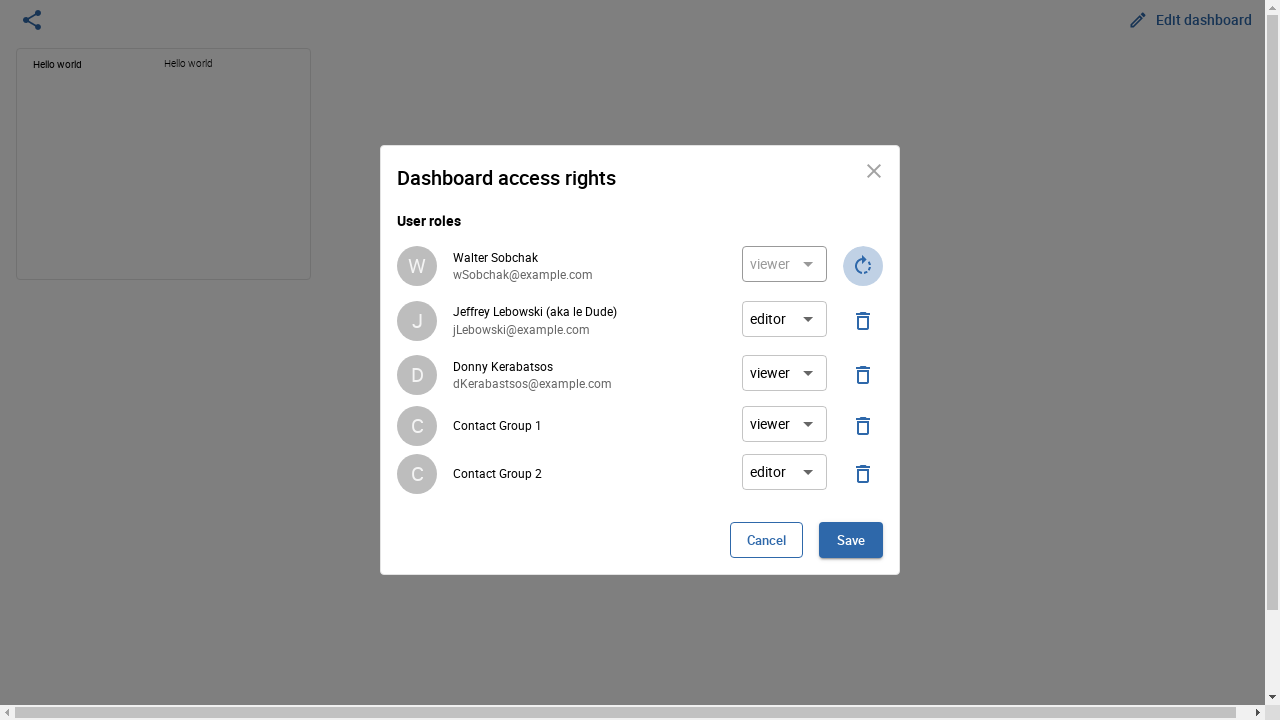 Edit dashboard
Hello world
Hello world
Dashboard access rights
User roles
W
Walter Sobchak
wSobchak@example.com
viewer
J
Jeffrey Lebowski (aka le Dude)
jLebowski@example.com
editor
D
Donny Kerabatsos
dKerabastsos@example.com
viewer
C
Contact Group 1
viewer
C
Contact Group 2
editor
Cancel
Save